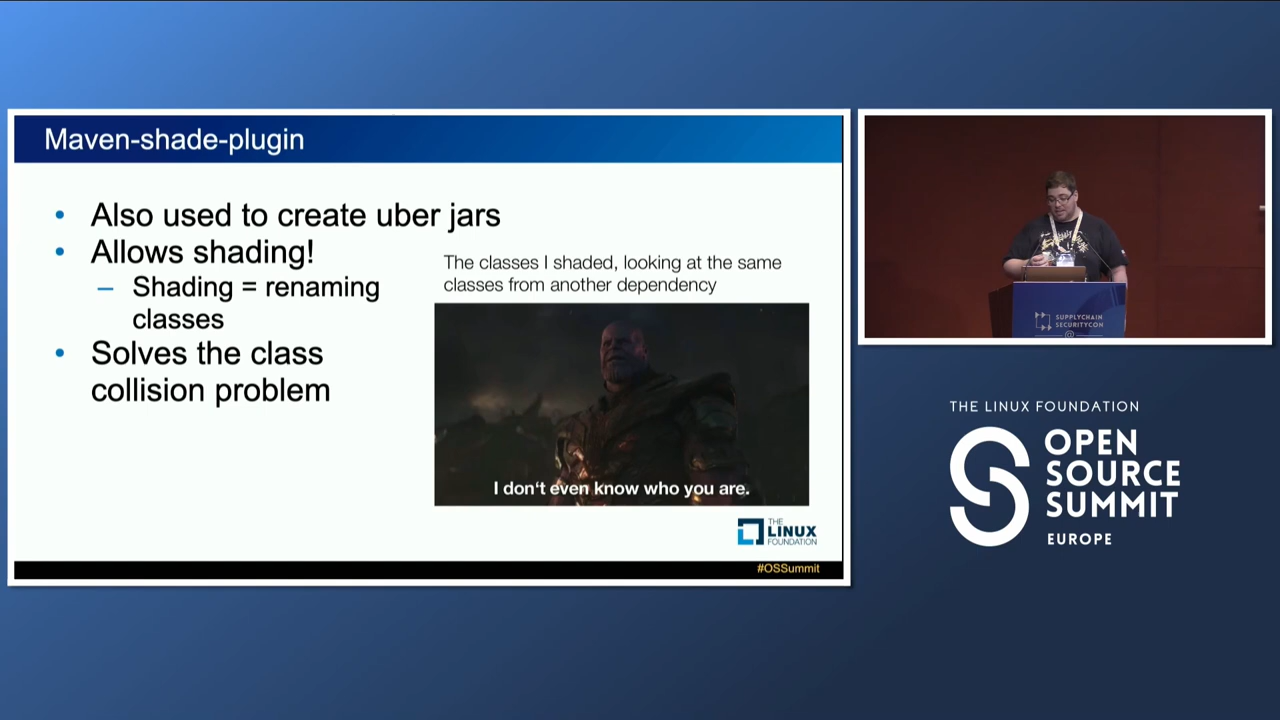 Maven-shade-plugin
• Also used to create uber jars
• Allows shading!
– Shading = renaming
classes
• Solves the class
collision problem
The classes I shaded, looking at the same
classes from another dependency
I don't even know who you are.
THE
LINUX
FOUNDATION
#OSSummit
SUPPLYCHAIN
SECURITYCON
@
THE LINUX FOUNDATION
OPEN
SOURCE
SUMMIT
EUROPE